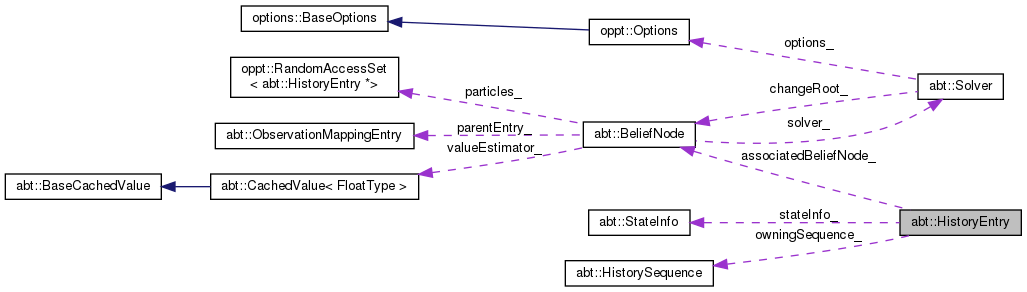 options::BaseOptions
oppt::Options
options_
oppt::RandomAccessSet
< abt::HistoryEntry *>
particles_
changeRoot_
abt::Solver
abt::ObservationMappingEntry
parentEntry_
abt::BeliefNode
solver_
valueEstimator_
associatedBeliefNode_
abt::BaseCachedValue
abt::CachedValue< FloatType >
abt::StateInfo
stateInfo_
abt::HistoryEntry
owningSequence_
abt::HistorySequence